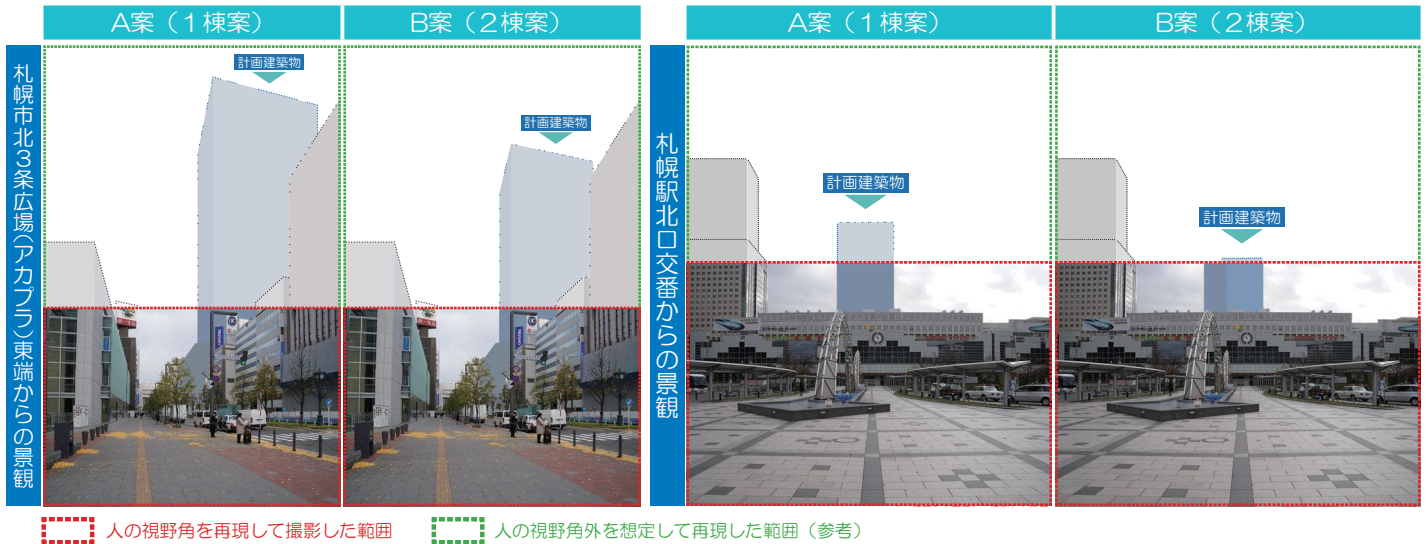 A案（1棟案）
B案（2棟案）
A案（1棟案）
B案（2棟案）
札幌市北３条広場（アカプラ）東端からの景観
計画建築物
計画建築物
札幌駅北口交番からの景観
計画建築物
計画建築物
人の視野角を再現して撮影した範囲
人の視野角外を想定して再現した範囲（参考）